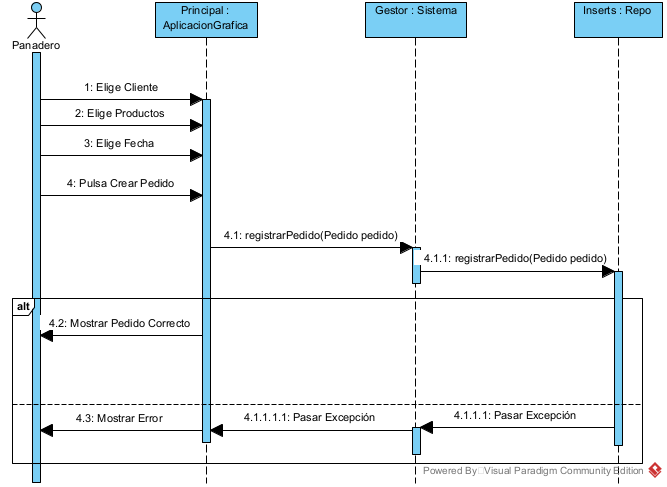 Principal :
AplicacionGrafica
Gestor : Sistema
Inserts : Repo
Panadero
1: Elige Cliente
2: Elige Productos
3: Elige Fecha
4: Pulsa Crear Pedido
4.1: registrarPedido(Pedido pedido)
4.1.1: registrarPedido(Pedido pedido)
alt
4.2: Mostrar Pedido Correcto
4.1.1.1: Pasar Excepción
4.1.1.1.1: Pasar Excepción
4.3: Mostrar Error
Powered By Visual Paradigm Community Edition